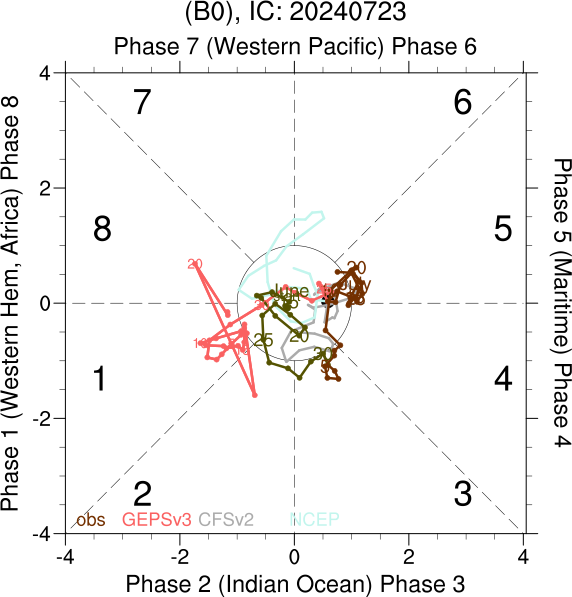 (B0), IC: 20240723
Phase 7 (Western Pacific) Phase 6
4
7
6
Phase 1 (Western Hem, Africa) Phase 8
Phase 5 (Maritime) Phase 4
2
8
5
20
20
June
July
15
0
20
25
30
1
4
-2
2
3
obs
GEPSv3
CFSv2
NCEP
-4
-4
-2
0
2
4
Phase 2 (Indian Ocean) Phase 3